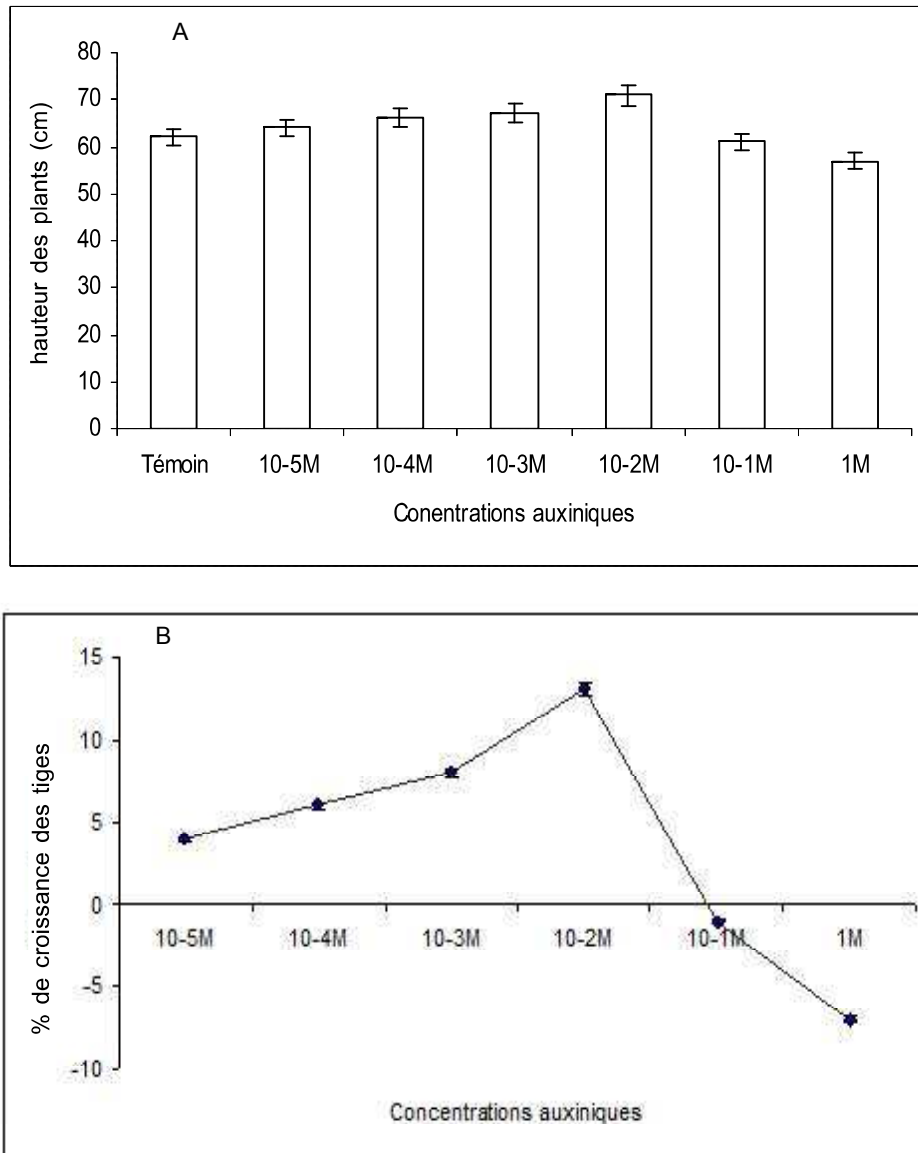 A
80
70
60
50
40
30
20
10
0
hauteur des plants (cm)
Témoin 10-5M 10-4M 10-3M 10-2M 10-1M 1M
Conentrations auxiniques
B
15
10
5
0
-5
-10
% de croissance des tiges
10-5M 10-4M 10-3M 10-2M 10-1M 1M
Concentrations auxiniques